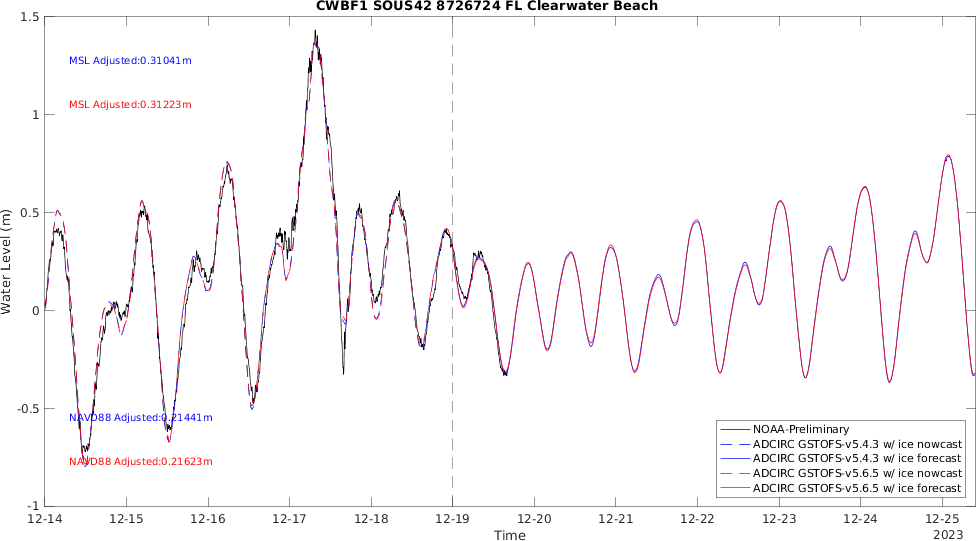 CWBF1 SOUS42 8726724 FL Clearwater Beach
1.5
1
0.5
0
-0.5
-1
Water Level (m)
MSL Adjusted:0.31041m
MSL Adjusted:0.31223m
NAVD88 Adjusted:0.21441m
NAVD88 Adjusted:0.21623m
NOAA-Preliminary
ADCIRC GSTOFS-v5.4.3 w/ ice nowcast
ADCIRC GSTOFS-v5.4.3 w/ ice forecast
ADCIRC GSTOFS-v5.6.5 w/ ice nowcast
ADCIRC GSTOFS-v5.6.5 w/ ice forecast
12-14 12-15 12-16 12-17 12-18 12-19 12-20 12-21 12-22 12-23 12-24 12-25
Time
2023